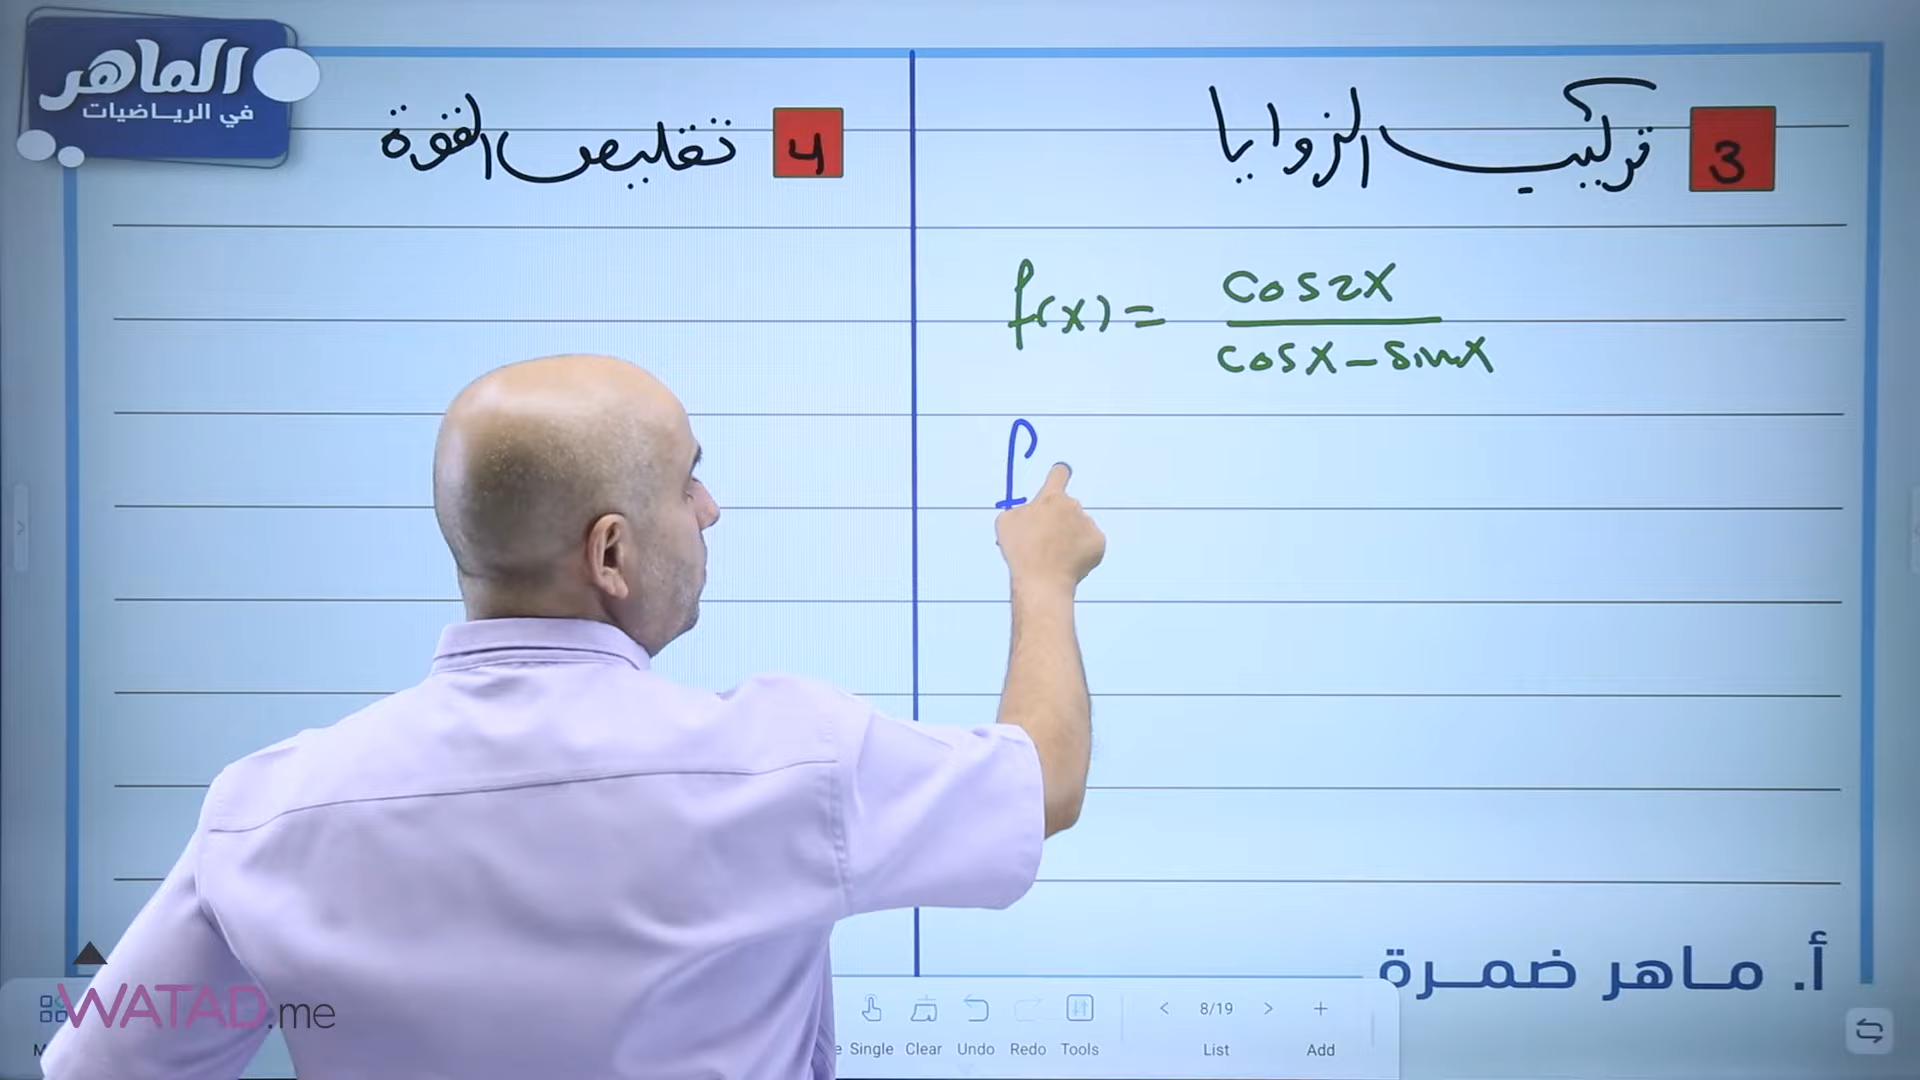 الماهر
في الرياضيات
3 تركيب الزوايا
f(x) = cos2x / cosx - sinx
f
4 تقليص القوة
أ. ماهر ضمرة
WATAD.me
Single Clear Undo Redo Tools
< 8/19 > +
List Add